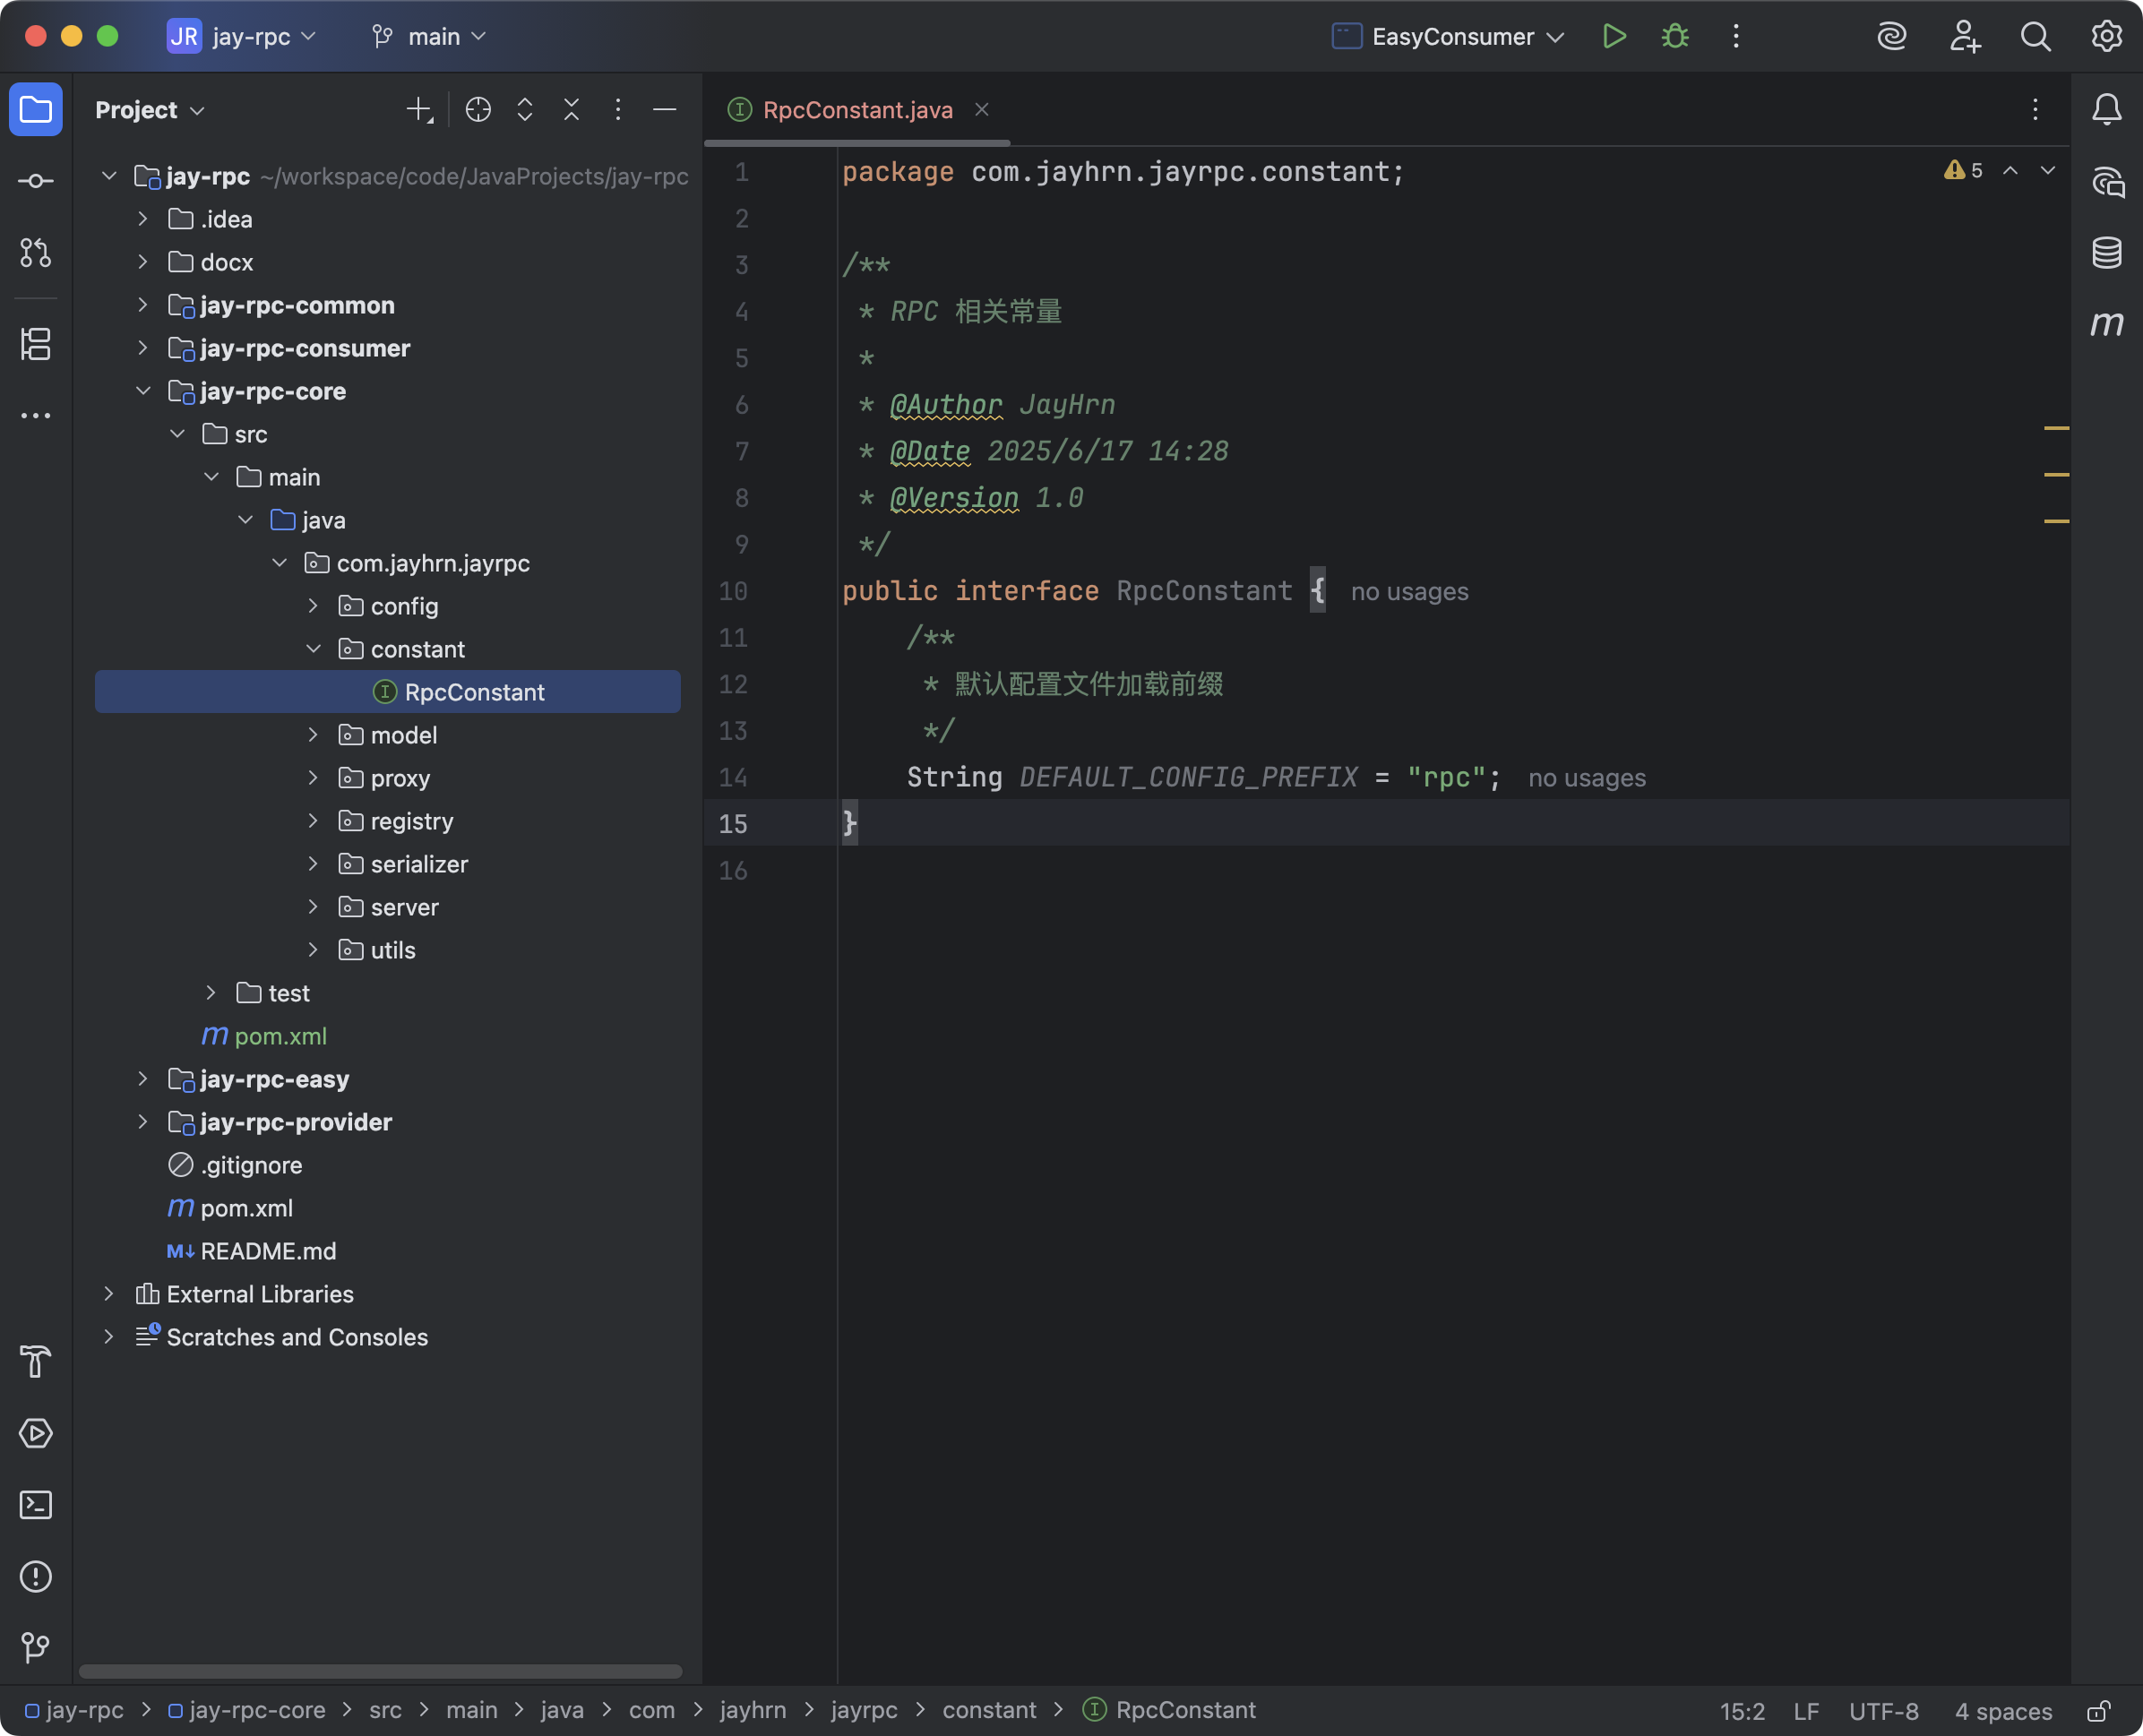 JR jay-rpc main EasyConsumer
Project
jay-rpc ~/workspace/code/JavaProjects/jay-rpc
.idea
docx
jay-rpc-common
jay-rpc-consumer
jay-rpc-core
src
main
java
com.jayhrn.jayrpc
config
constant
RpcConstant
model
proxy
registry
serializer
server
utils
test
m pom.xml
jay-rpc-easy
jay-rpc-provider
.gitignore
m pom.xml
M↓ README.md
External Libraries
Scratches and Consoles
RpcConstant.java
5
1 package com.jayhrn.jayrpc.constant;
2
3 /**
4 * RPC 相关常量
5 *
6 * @Author JayHrn
7 * @Date 2025/6/17 14:28
8 * @Version 1.0
9 */
10 public interface RpcConstant { no usages
11 /**
12 * 默认配置文件加载前缀
13 */
14 String DEFAULT_CONFIG_PREFIX = "rpc"; no usages
15 }
16
m
jay-rpc > jay-rpc-core > src > main > java > com > jayhrn > jayrpc > constant > RpcConstant
15:2 LF UTF-8 4 spaces